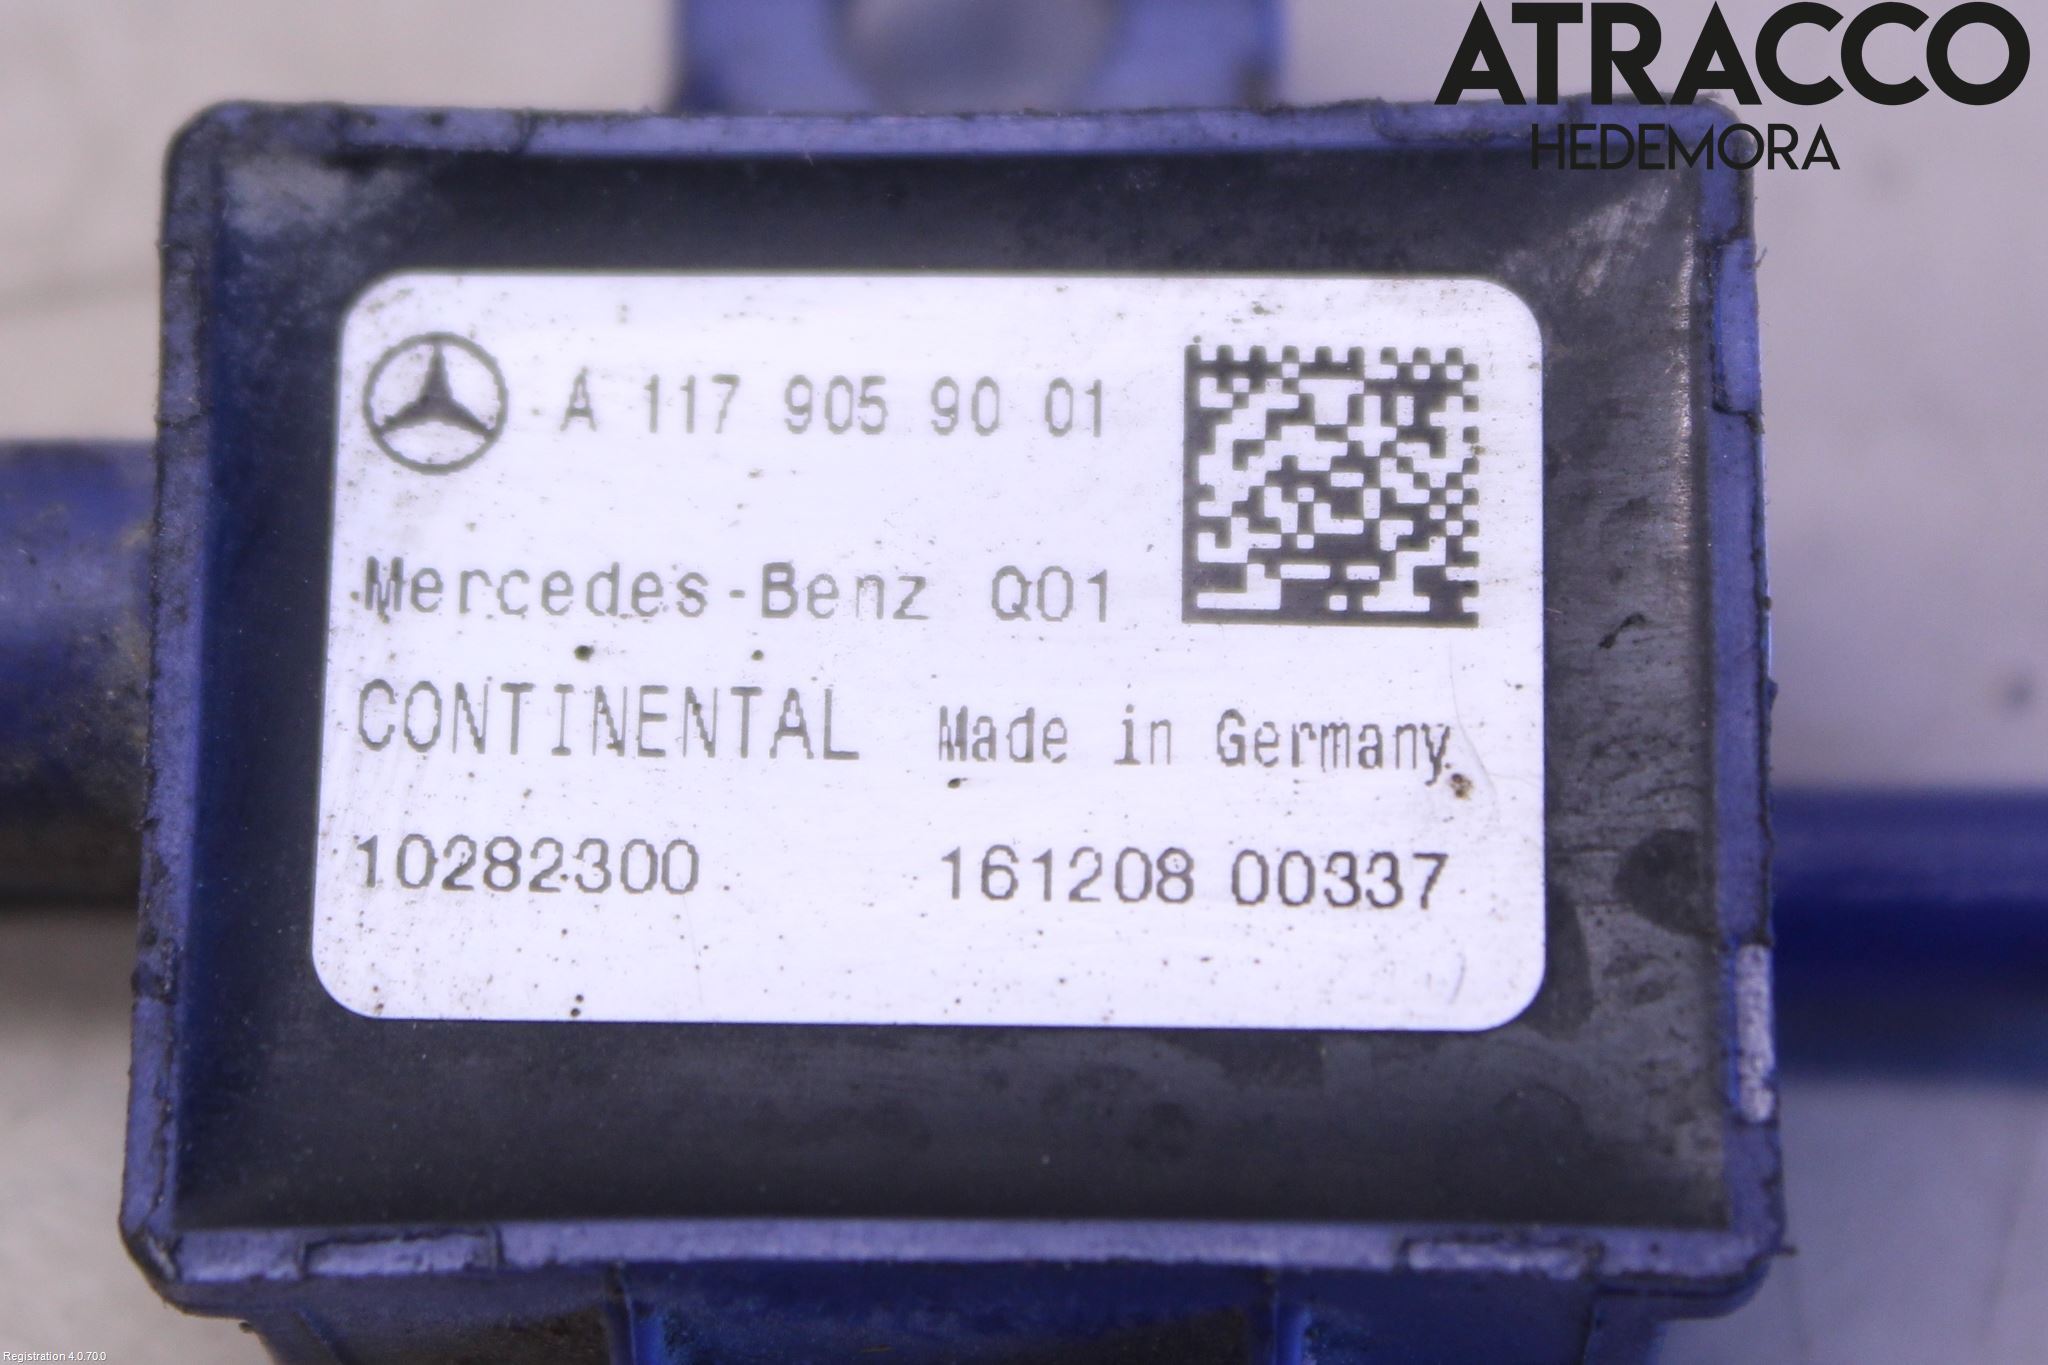 ATRACCO
HEDEMORA
A 117 905 90 01
Mercedes-Benz Q01
CONTINENTAL Made in Germany
10282300 161208 00337
Registration 4.0.70.0